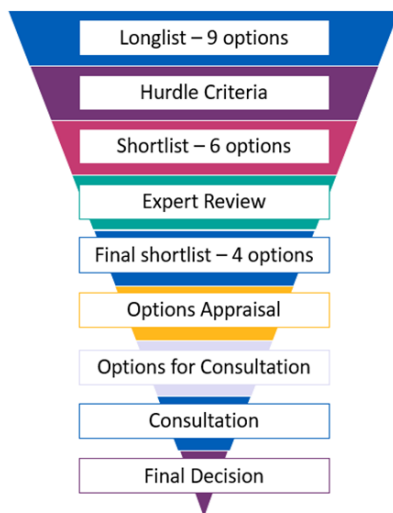 Longlist – 9 options
Hurdle Criteria
Shortlist – 6 options
Expert Review
Final shortlist – 4 options
Options Appraisal
Options for Consultation
Consultation
Final Decision